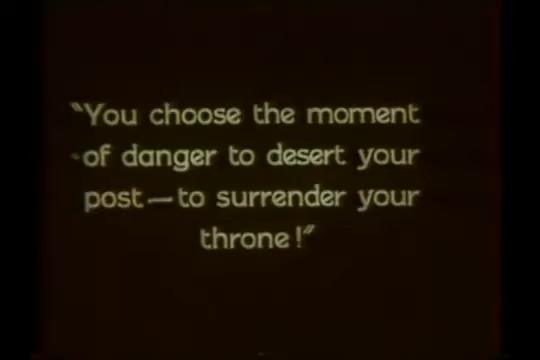 "You choose the moment
of danger to desert your
post—to surrender your
throne!"